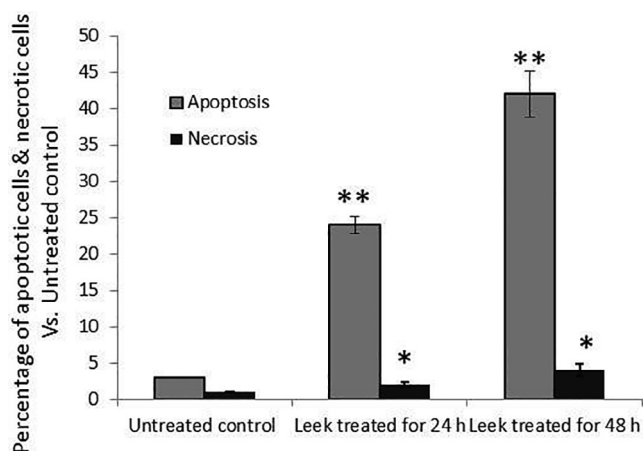 Percentage of apoptotic cells & necrotic cells
Vs. Untreated control
50
45
40
35
30
25
20
15
10
5
0
Apoptosis
Necrosis
**
*
**
*
Untreated control
Leek treated for 24 h
Leek treated for 48 h